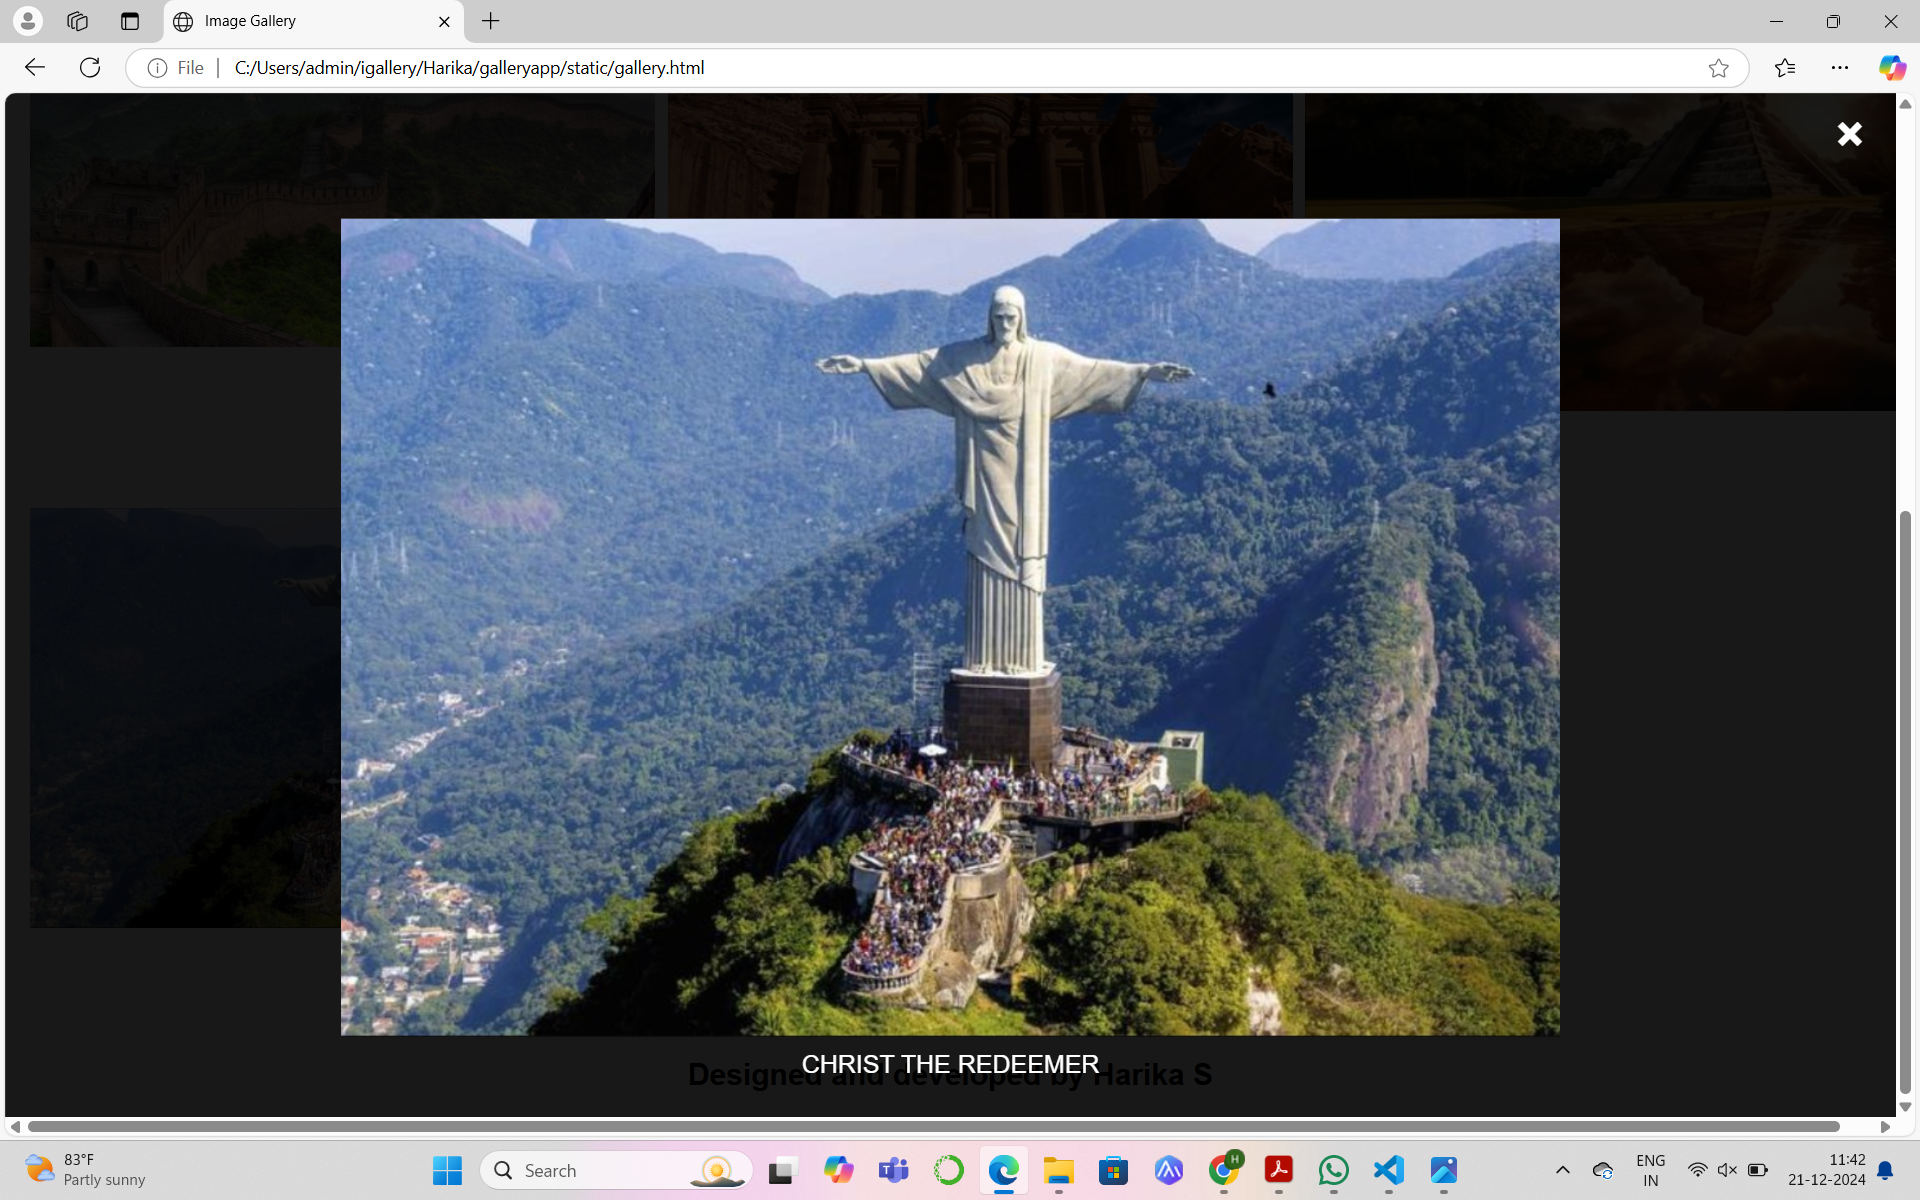 Image Gallery
File
C:/Users/admin/igallery/Harika/galleryapp/static/gallery.html
CHRIST THE REDEEMER
Designed and developed by Harika S
83°F
Partly sunny
Search
H
ENG
IN
11:42
21-12-2024